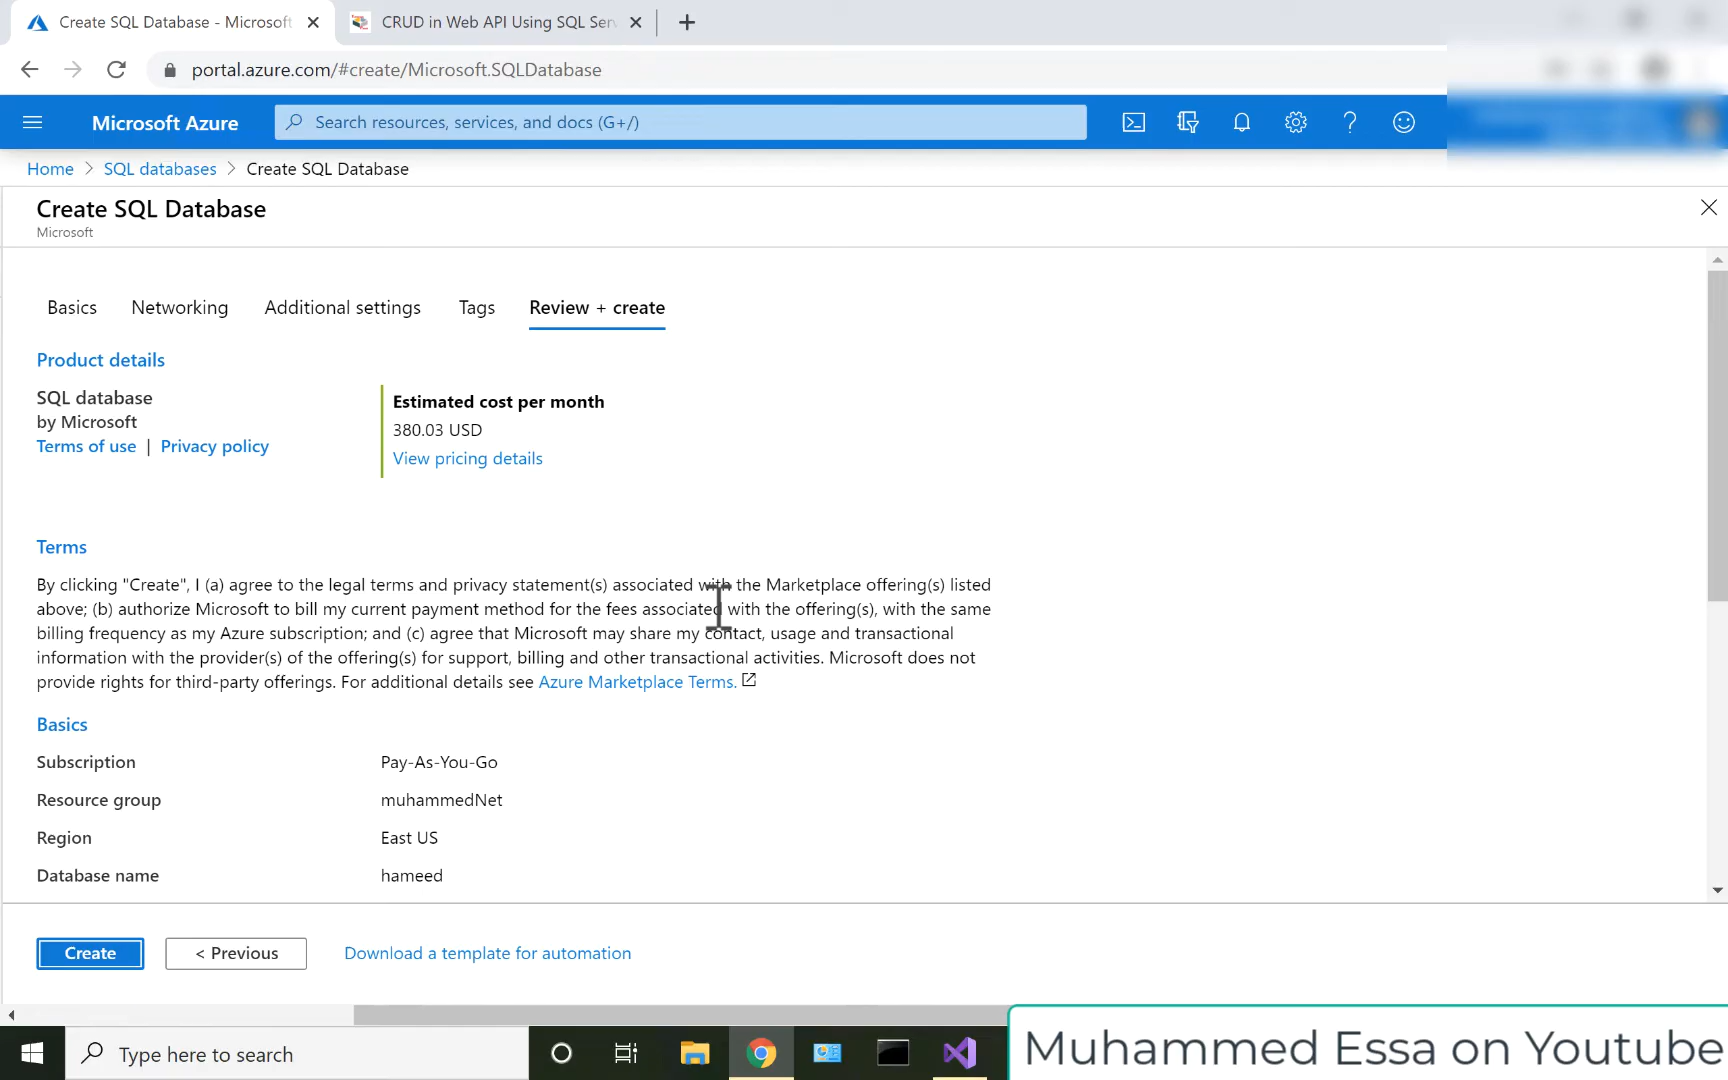 Create SQL Database - Microsoft
CRUD in Web API Using SQL Ser
portal.azure.com/#create/Microsoft.SQLDatabase
Microsoft Azure
Search resources, services, and docs (G+/)
Home > SQL databases > Create SQL Database
Create SQL Database
Microsoft
Basics Networking Additional settings Tags Review + create
Product details
SQL database
by Microsoft
Terms of use | Privacy policy
Estimated cost per month
380.03 USD
View pricing details
Terms
By clicking "Create", I (a) agree to the legal terms and privacy statement(s) associated with the Marketplace offering(s) listed
above; (b) authorize Microsoft to bill my current payment method for the fees associated with the offering(s), with the same
billing frequency as my Azure subscription; and (c) agree that Microsoft may share my contact, usage and transactional
information with the provider(s) of the offering(s) for support, billing and other transactional activities. Microsoft does not
provide rights for third-party offerings. For additional details see Azure Marketplace Terms.
Basics
Subscription Pay-As-You-Go
Resource group muhammedNet
Region East US
Database name hameed
Create < Previous Download a template for automation
Type here to search
Muhammed Essa on Youtube